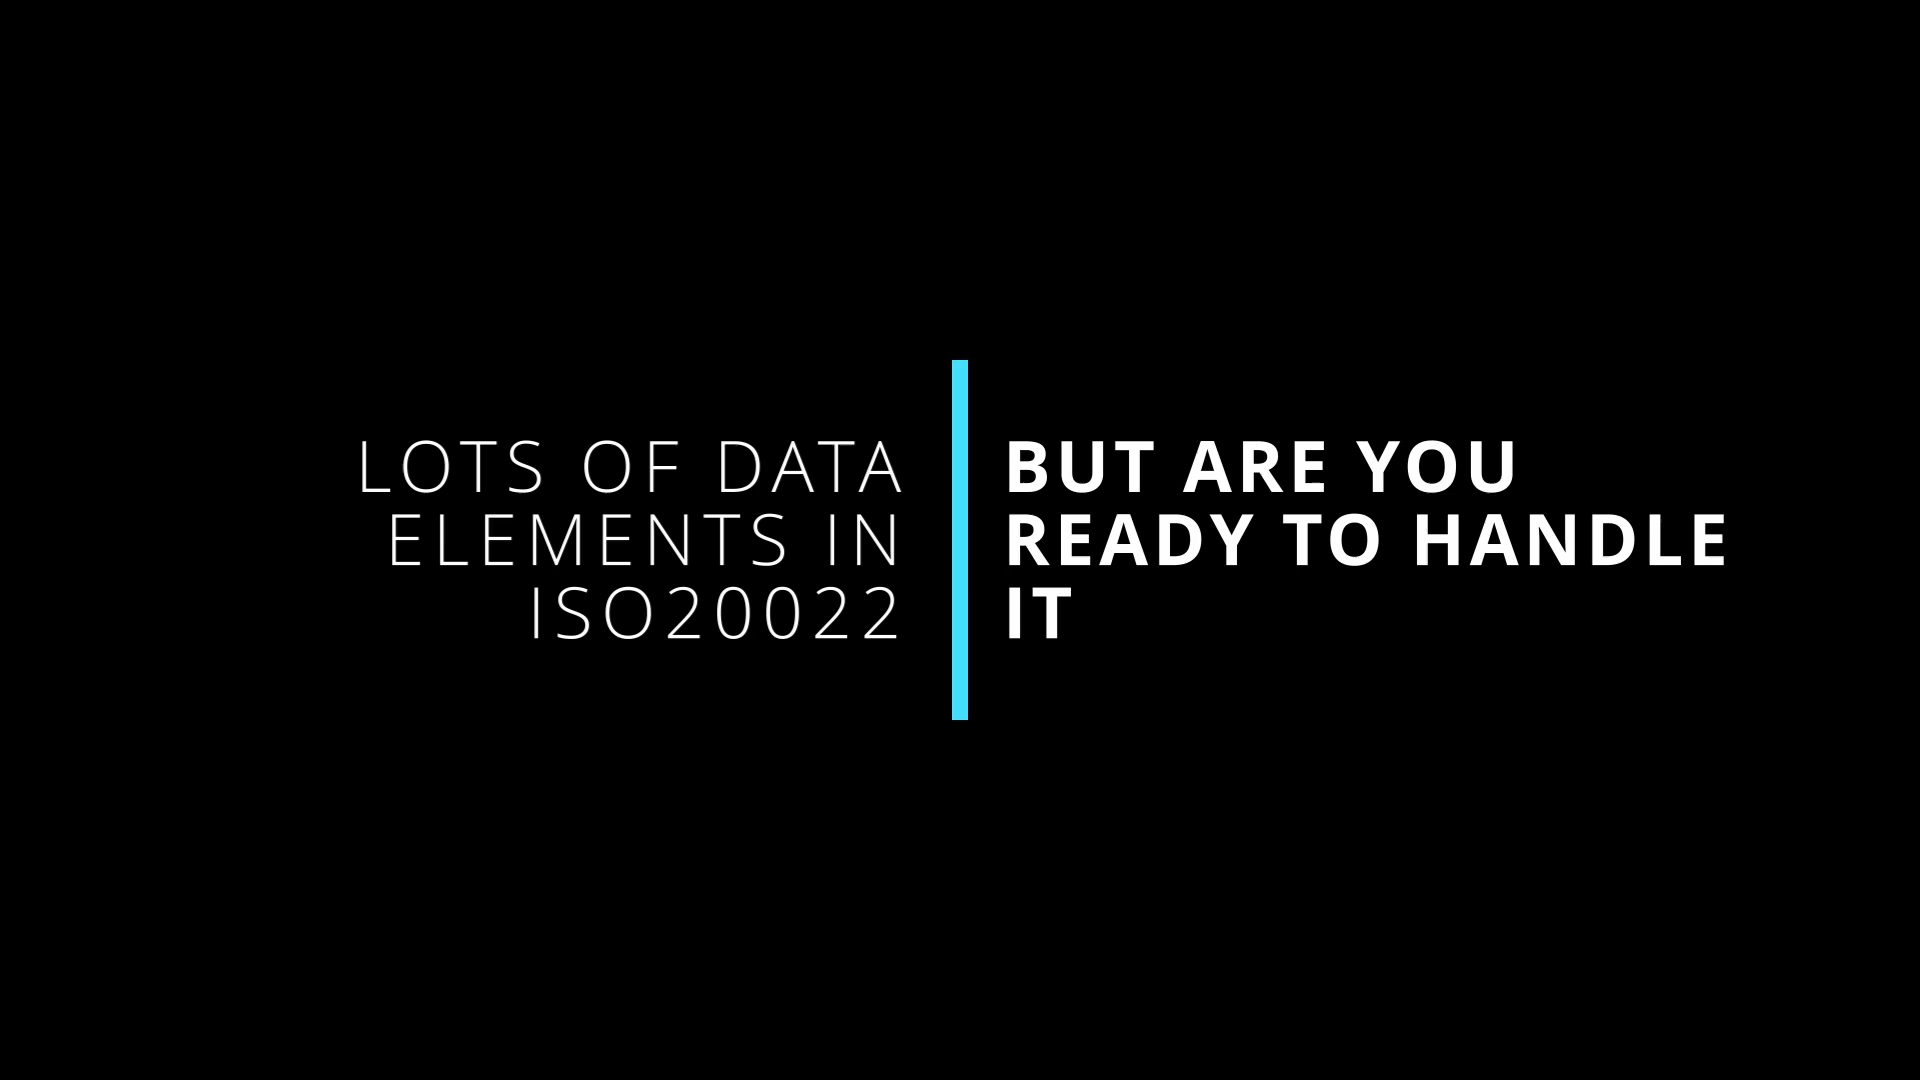 LOTS OF DATA
ELEMENTS IN
ISO20022
BUT ARE YOU
READY TO HANDLE
IT